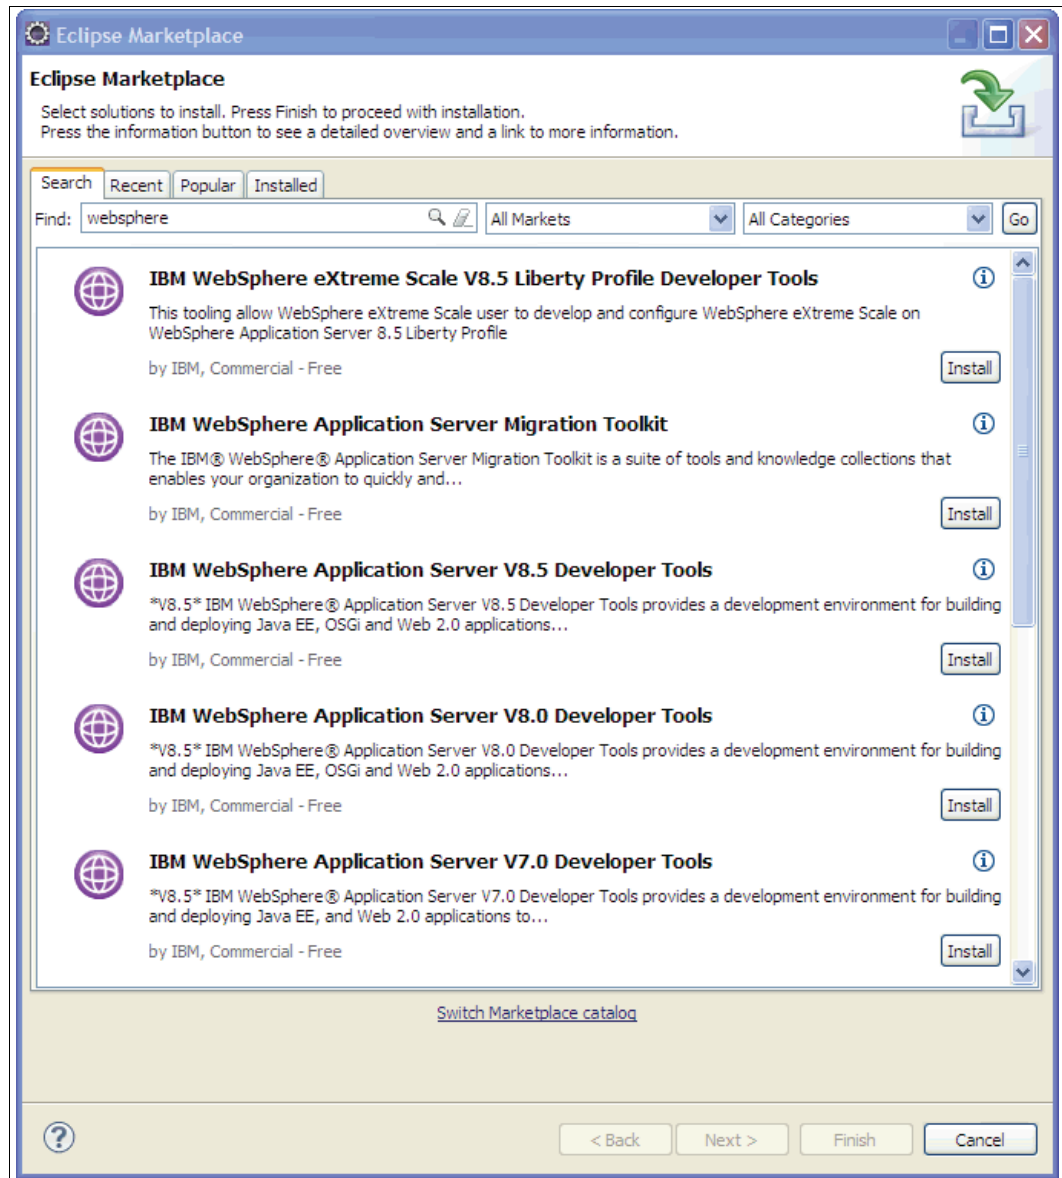 Eclipse Marketplace
Eclipse Marketplace
Select solutions to install. Press Finish to proceed with installation.
Press the information button to see a detailed overview and a link to more information.
Search Recent Popular Installed
Find: websphere All Markets All Categories Go
IBM WebSphere eXtreme Scale V8.5 Liberty Profile Developer Tools
This tooling allow WebSphere eXtreme Scale user to develop and configure WebSphere eXtreme Scale on
WebSphere Application Server 8.5 Liberty Profile
by IBM, Commercial - Free Install
IBM WebSphere Application Server Migration Toolkit
The IBM® WebSphere® Application Server Migration Toolkit is a suite of tools and knowledge collections that
enables your organization to quickly and...
by IBM, Commercial - Free Install
IBM WebSphere Application Server V8.5 Developer Tools
*V8.5* IBM WebSphere® Application Server V8.5 Developer Tools provides a development environment for building
and deploying Java EE, OSGi and Web 2.0 applications...
by IBM, Commercial - Free Install
IBM WebSphere Application Server V8.0 Developer Tools
*V8.5* IBM WebSphere® Application Server V8.0 Developer Tools provides a development environment for building
and deploying Java EE, OSGi and Web 2.0 applications...
by IBM, Commercial - Free Install
IBM WebSphere Application Server V7.0 Developer Tools
*V8.5* IBM WebSphere® Application Server V7.0 Developer Tools provides a development environment for building
and deploying Java EE, and Web 2.0 applications to...
by IBM, Commercial - Free Install
Switch Marketplace catalog
? < Back Next > Finish Cancel